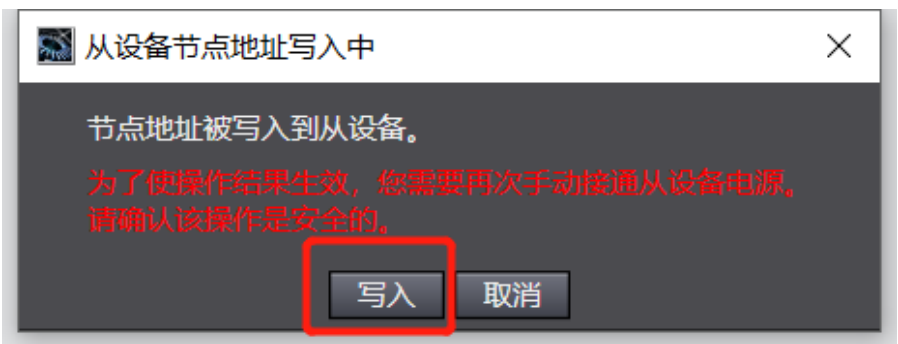 从设备节点地址写入中
节点地址被写入到从设备。
为了使操作结果生效，您需要再次手动接通从设备电源。
请确认该操作是安全的。
写入 取消